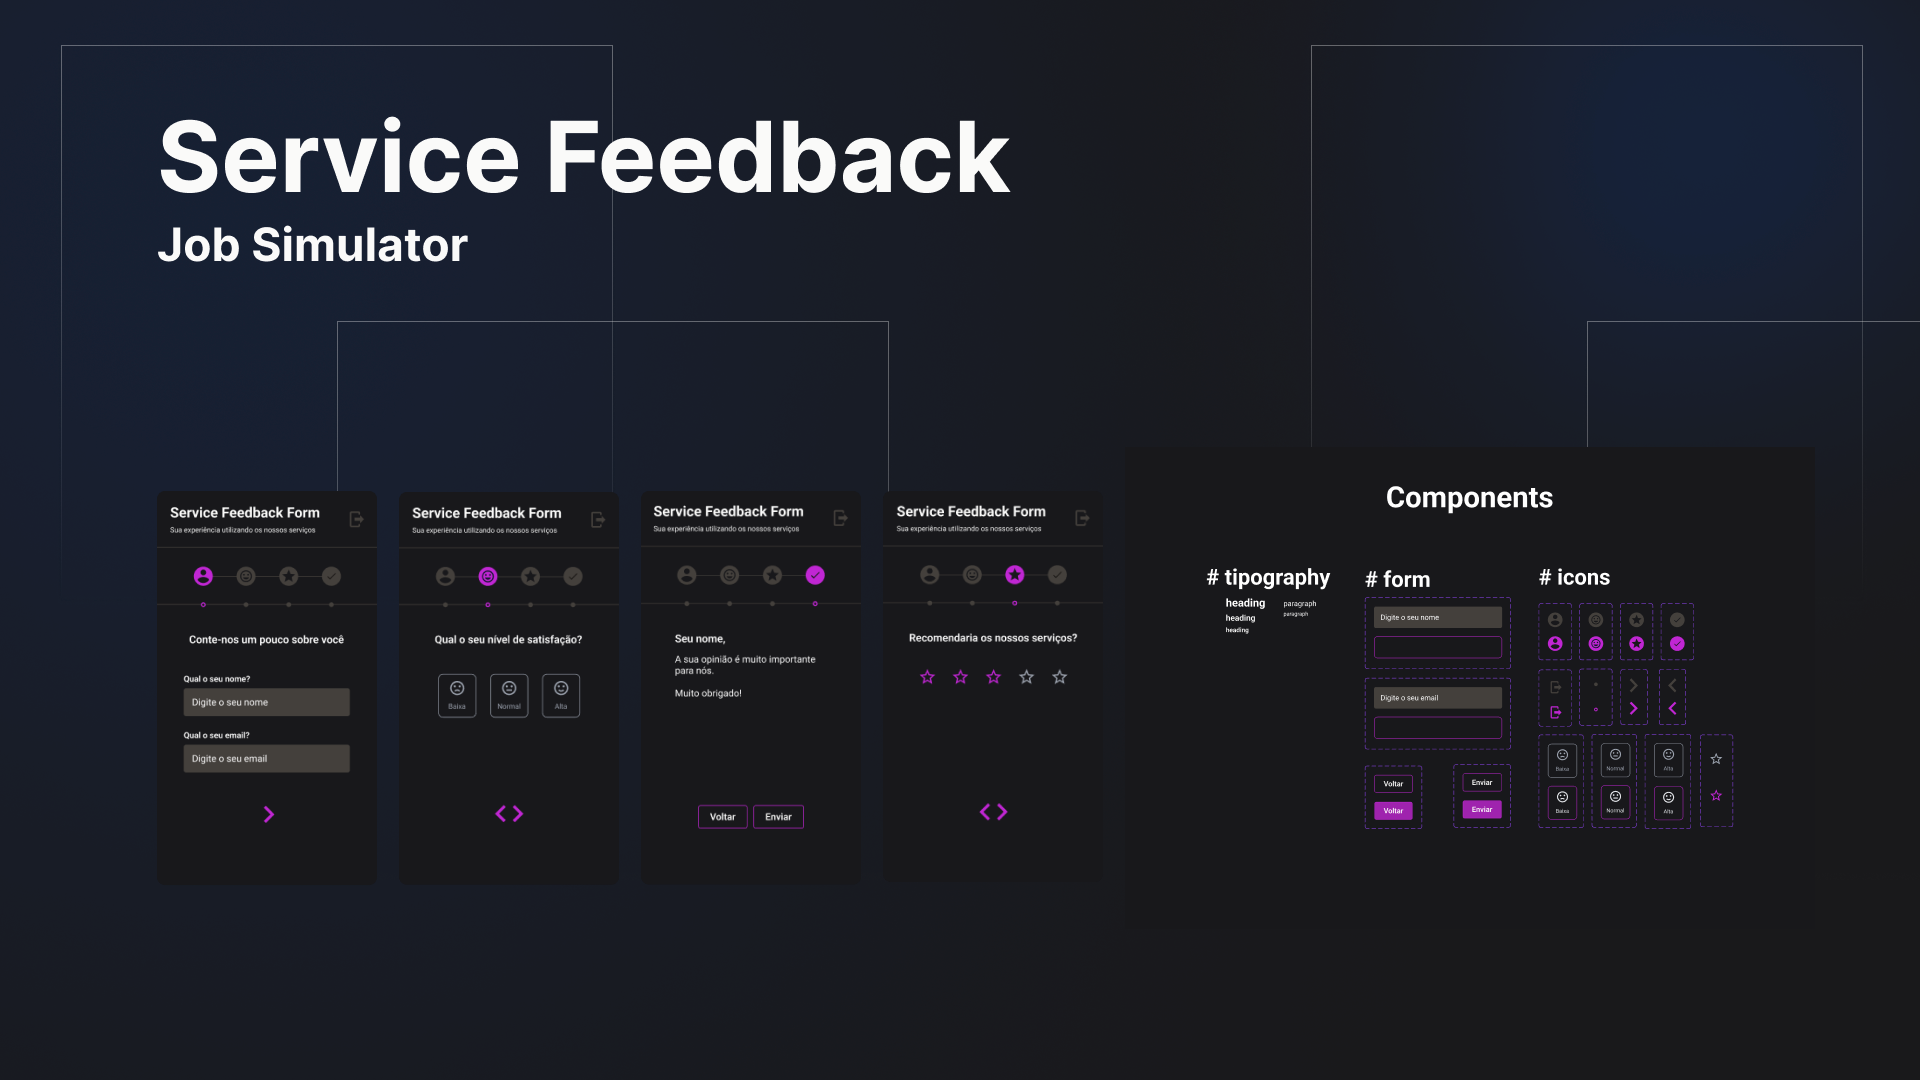 Service Feedback
Job Simulator
Service Feedback Form
Sua experiência utilizando os nossos serviços
Conte-nos um pouco sobre você
Qual o seu nome?
Digite o seu nome
Qual o seu email?
Digite o seu email
Service Feedback Form
Sua experiência utilizando os nossos serviços
Qual o seu nível de satisfação?
Baixa
Normal
Alta
Service Feedback Form
Sua experiência utilizando os nossos serviços
Seu nome,
A sua opinião é muito importante
para nós.
Muito obrigado!
Voltar
Enviar
Service Feedback Form
Sua experiência utilizando os nossos serviços
Recomendaria os nossos serviços?
Components
# tipography
heading
heading
heading
paragraph
paragraph
# form
Digite o seu nome
Digite o seu email
Voltar
Voltar
Enviar
Enviar
# icons
Baixa
Normal
Alta
Baixa
Normal
Alta